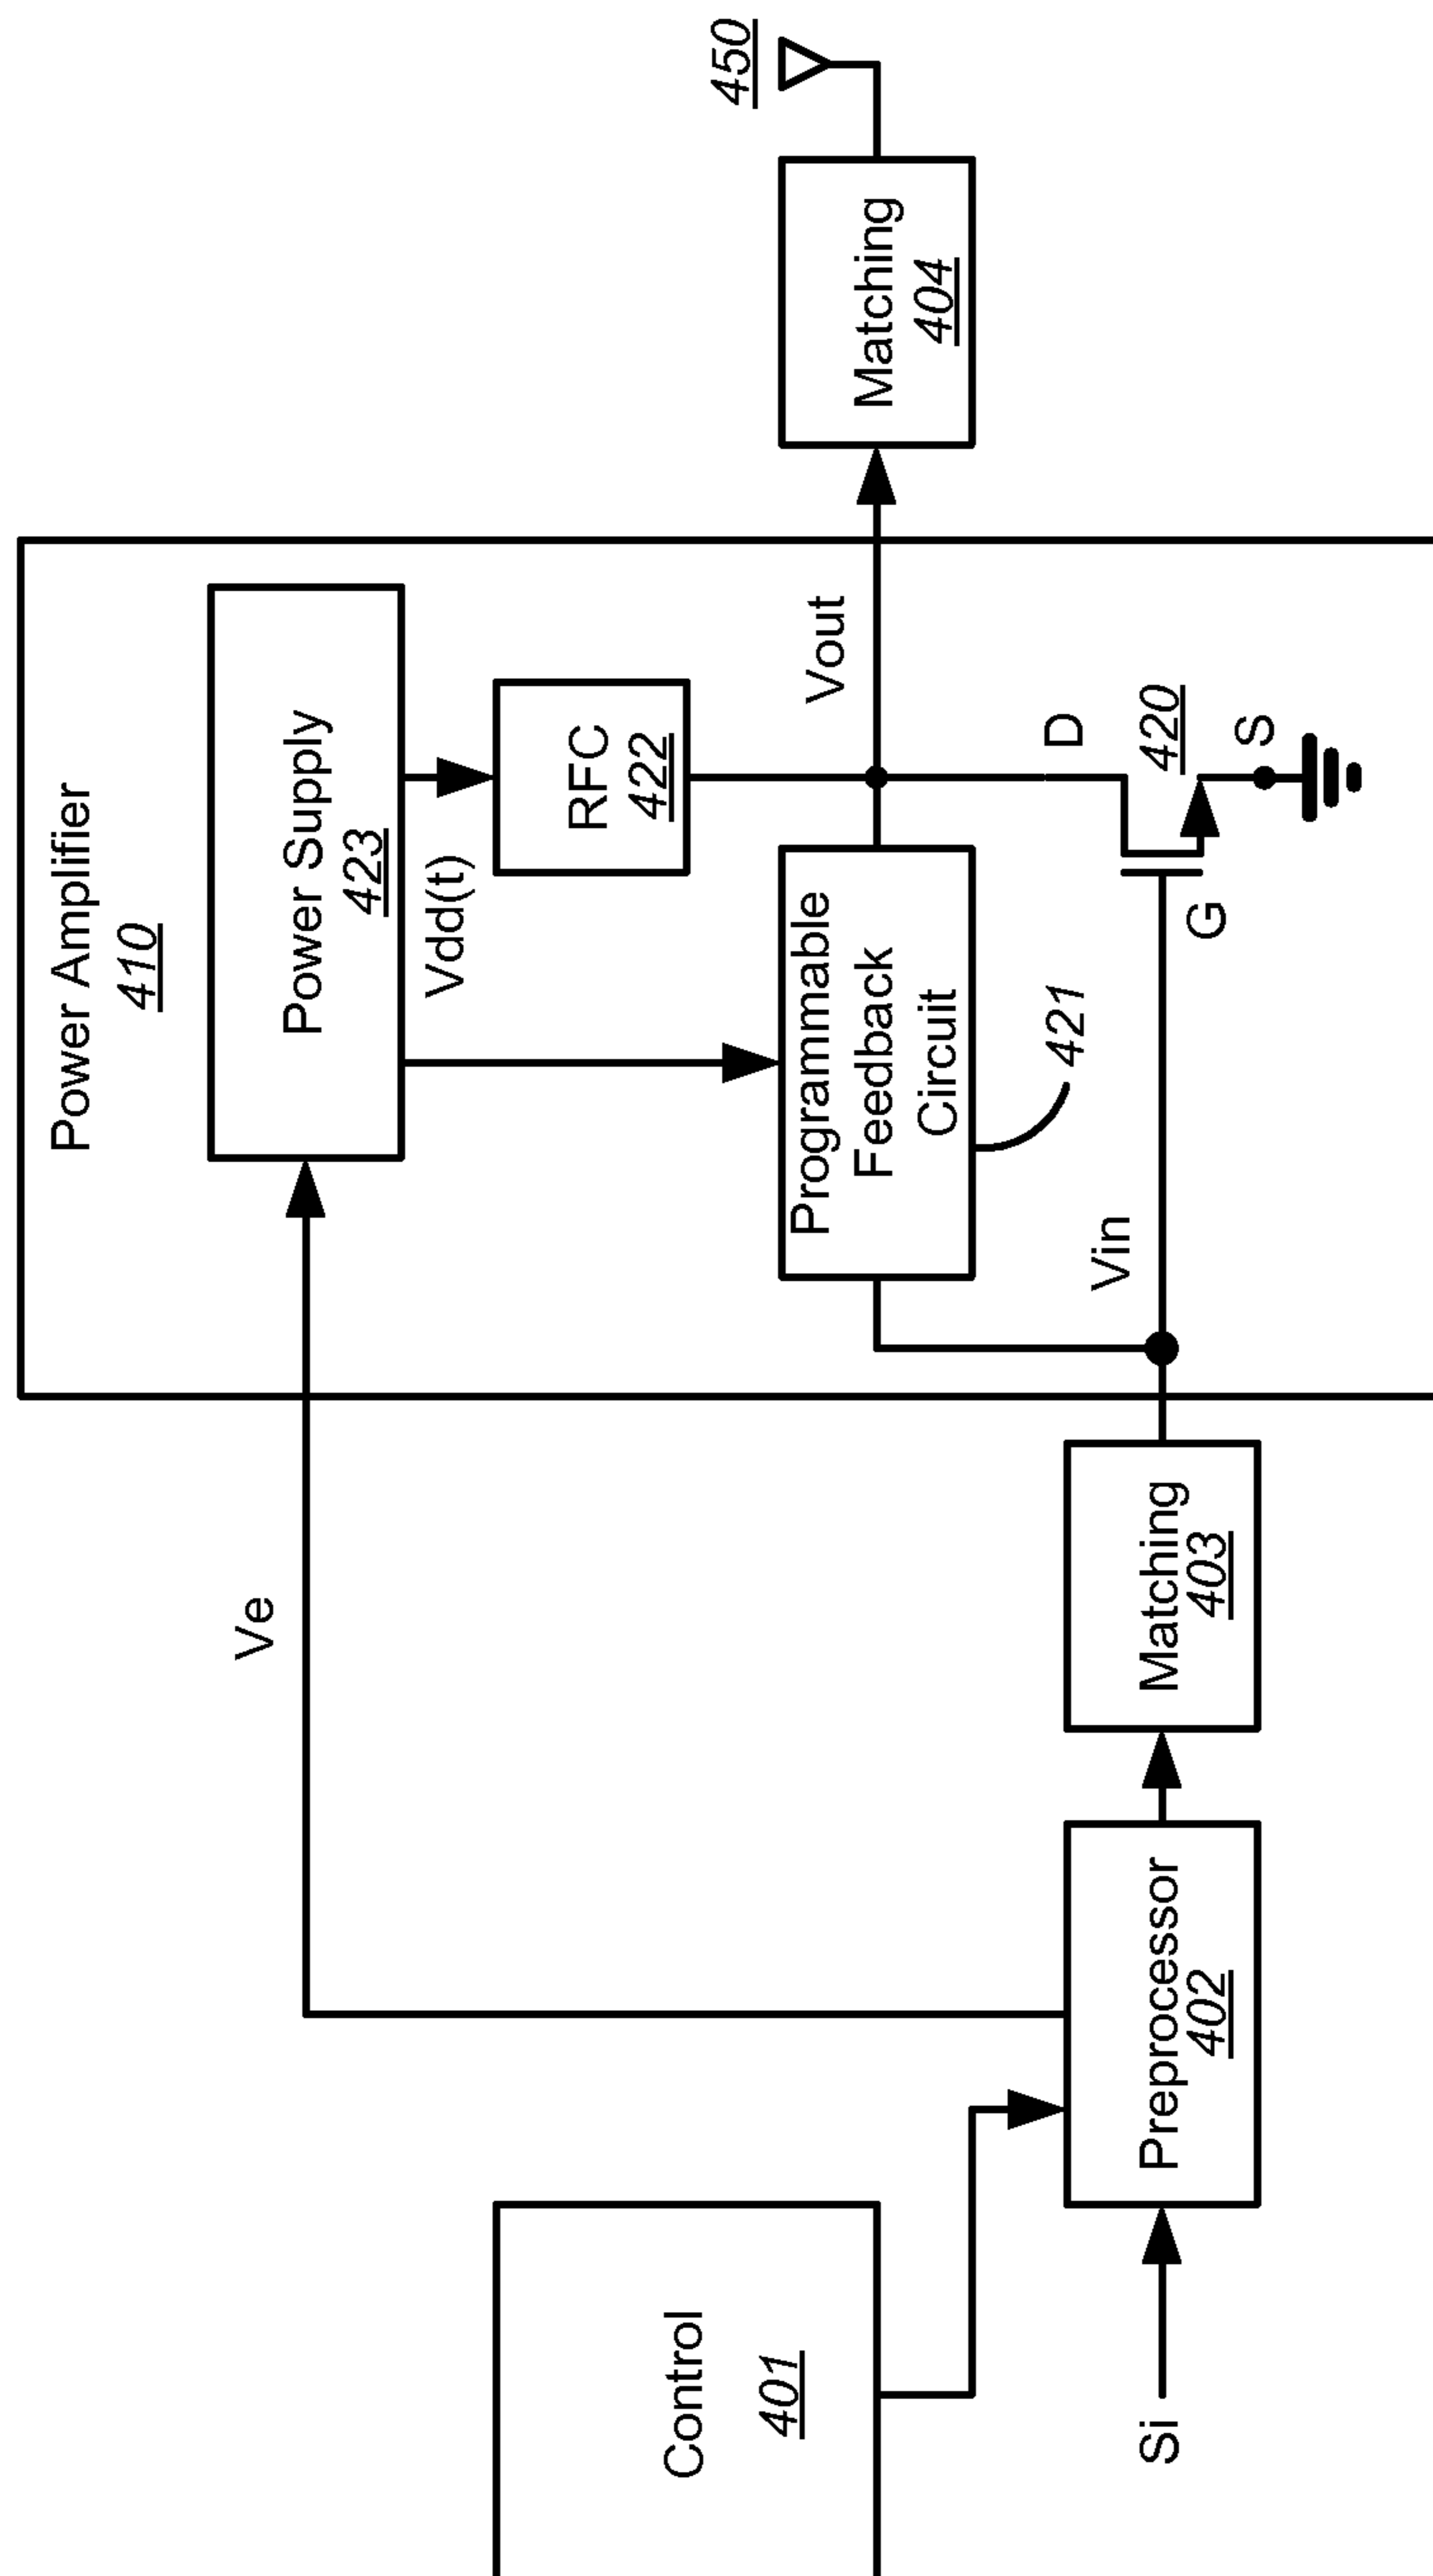 Power Amplifier
410
Power Supply
423
Ve
Vdd(t)
RFC
422
Control
401
Programmable
Feedback
Circuit
421
Vout
Matching
404
450
Si
Preprocessor
402
Matching
403
Vin
G
D
420
S